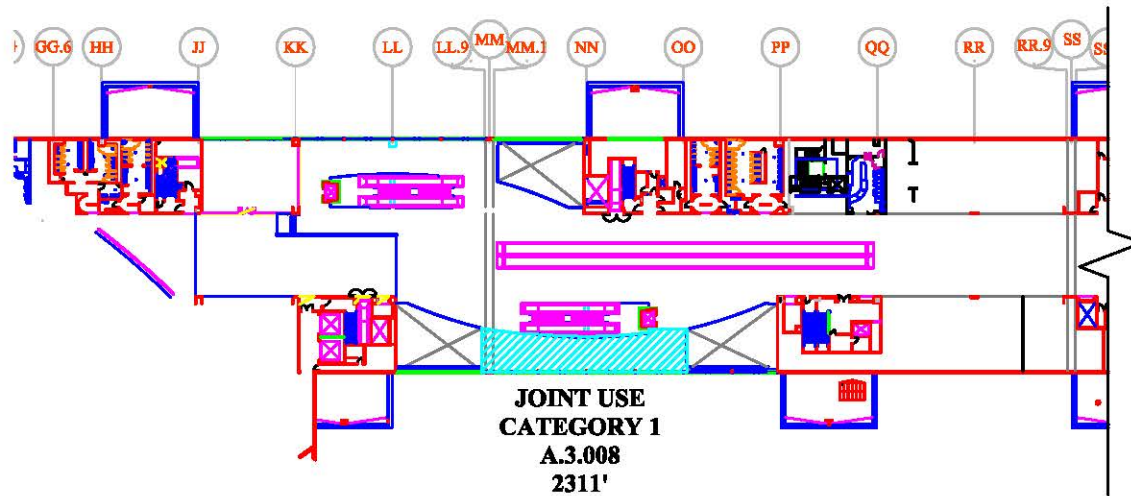 GG.6 HH JJ KK LL LL.9 MM MM.1 NN OO PP QQ RR RR.9 SS
JOINT USE
CATEGORY 1
A.3.008
2311'